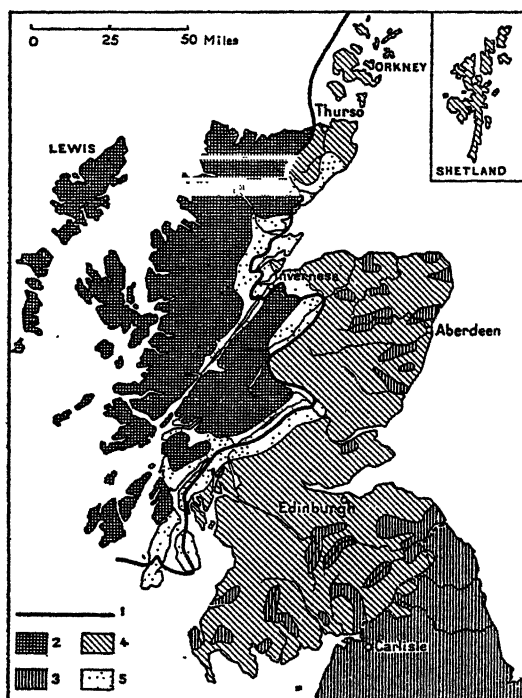 0 25 50 Miles
ORKNEY
Thurso
LEWIS
SHETLAND
Inverness
Aberdeen
Edinburgh
Carlisle
1
2 4
3 5